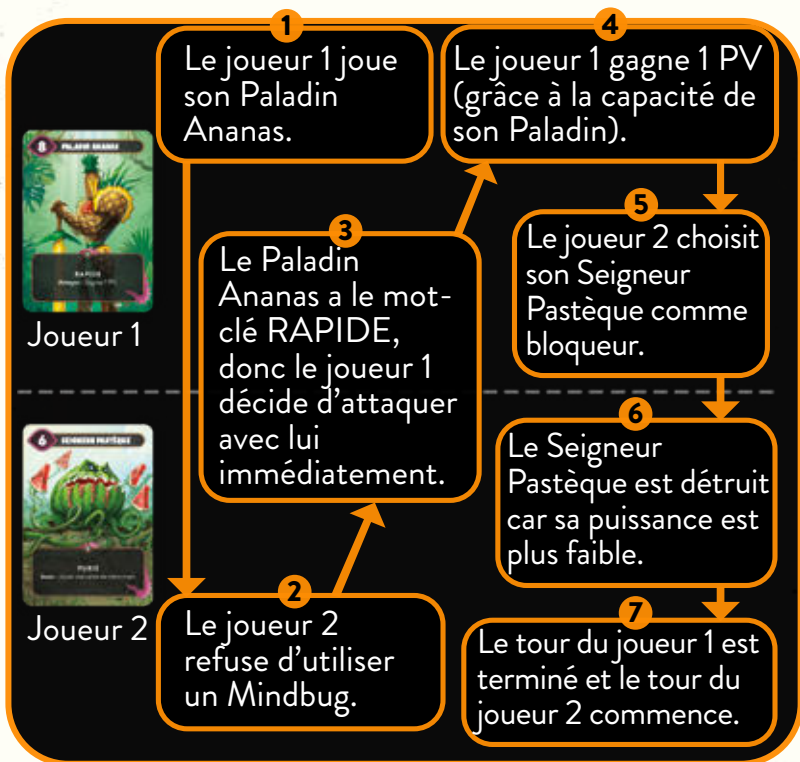 1
Le joueur 1 joue
son Paladin
Ananas.
4
Le joueur 1 gagne 1 PV
(grâce à la capacité de
son Paladin).
8 PALADIN ANANAS
RAPIDE
Joueur 1
3
Le Paladin
Ananas a le mot-
clé RAPIDE,
donc le joueur 1
décide d'attaquer
avec lui
immédiatement.
5
Le joueur 2 choisit
son Seigneur
Pastèque comme
bloqueur.
6 SEIGNEUR PASTÈQUE
Joueur 2
6
Le Seigneur
Pastèque est détruit
car sa puissance est
plus faible.
2
Le joueur 2
refuse d'utiliser
un Mindbug.
7
Le tour du joueur 1 est
terminé et le tour du
joueur 2 commence.